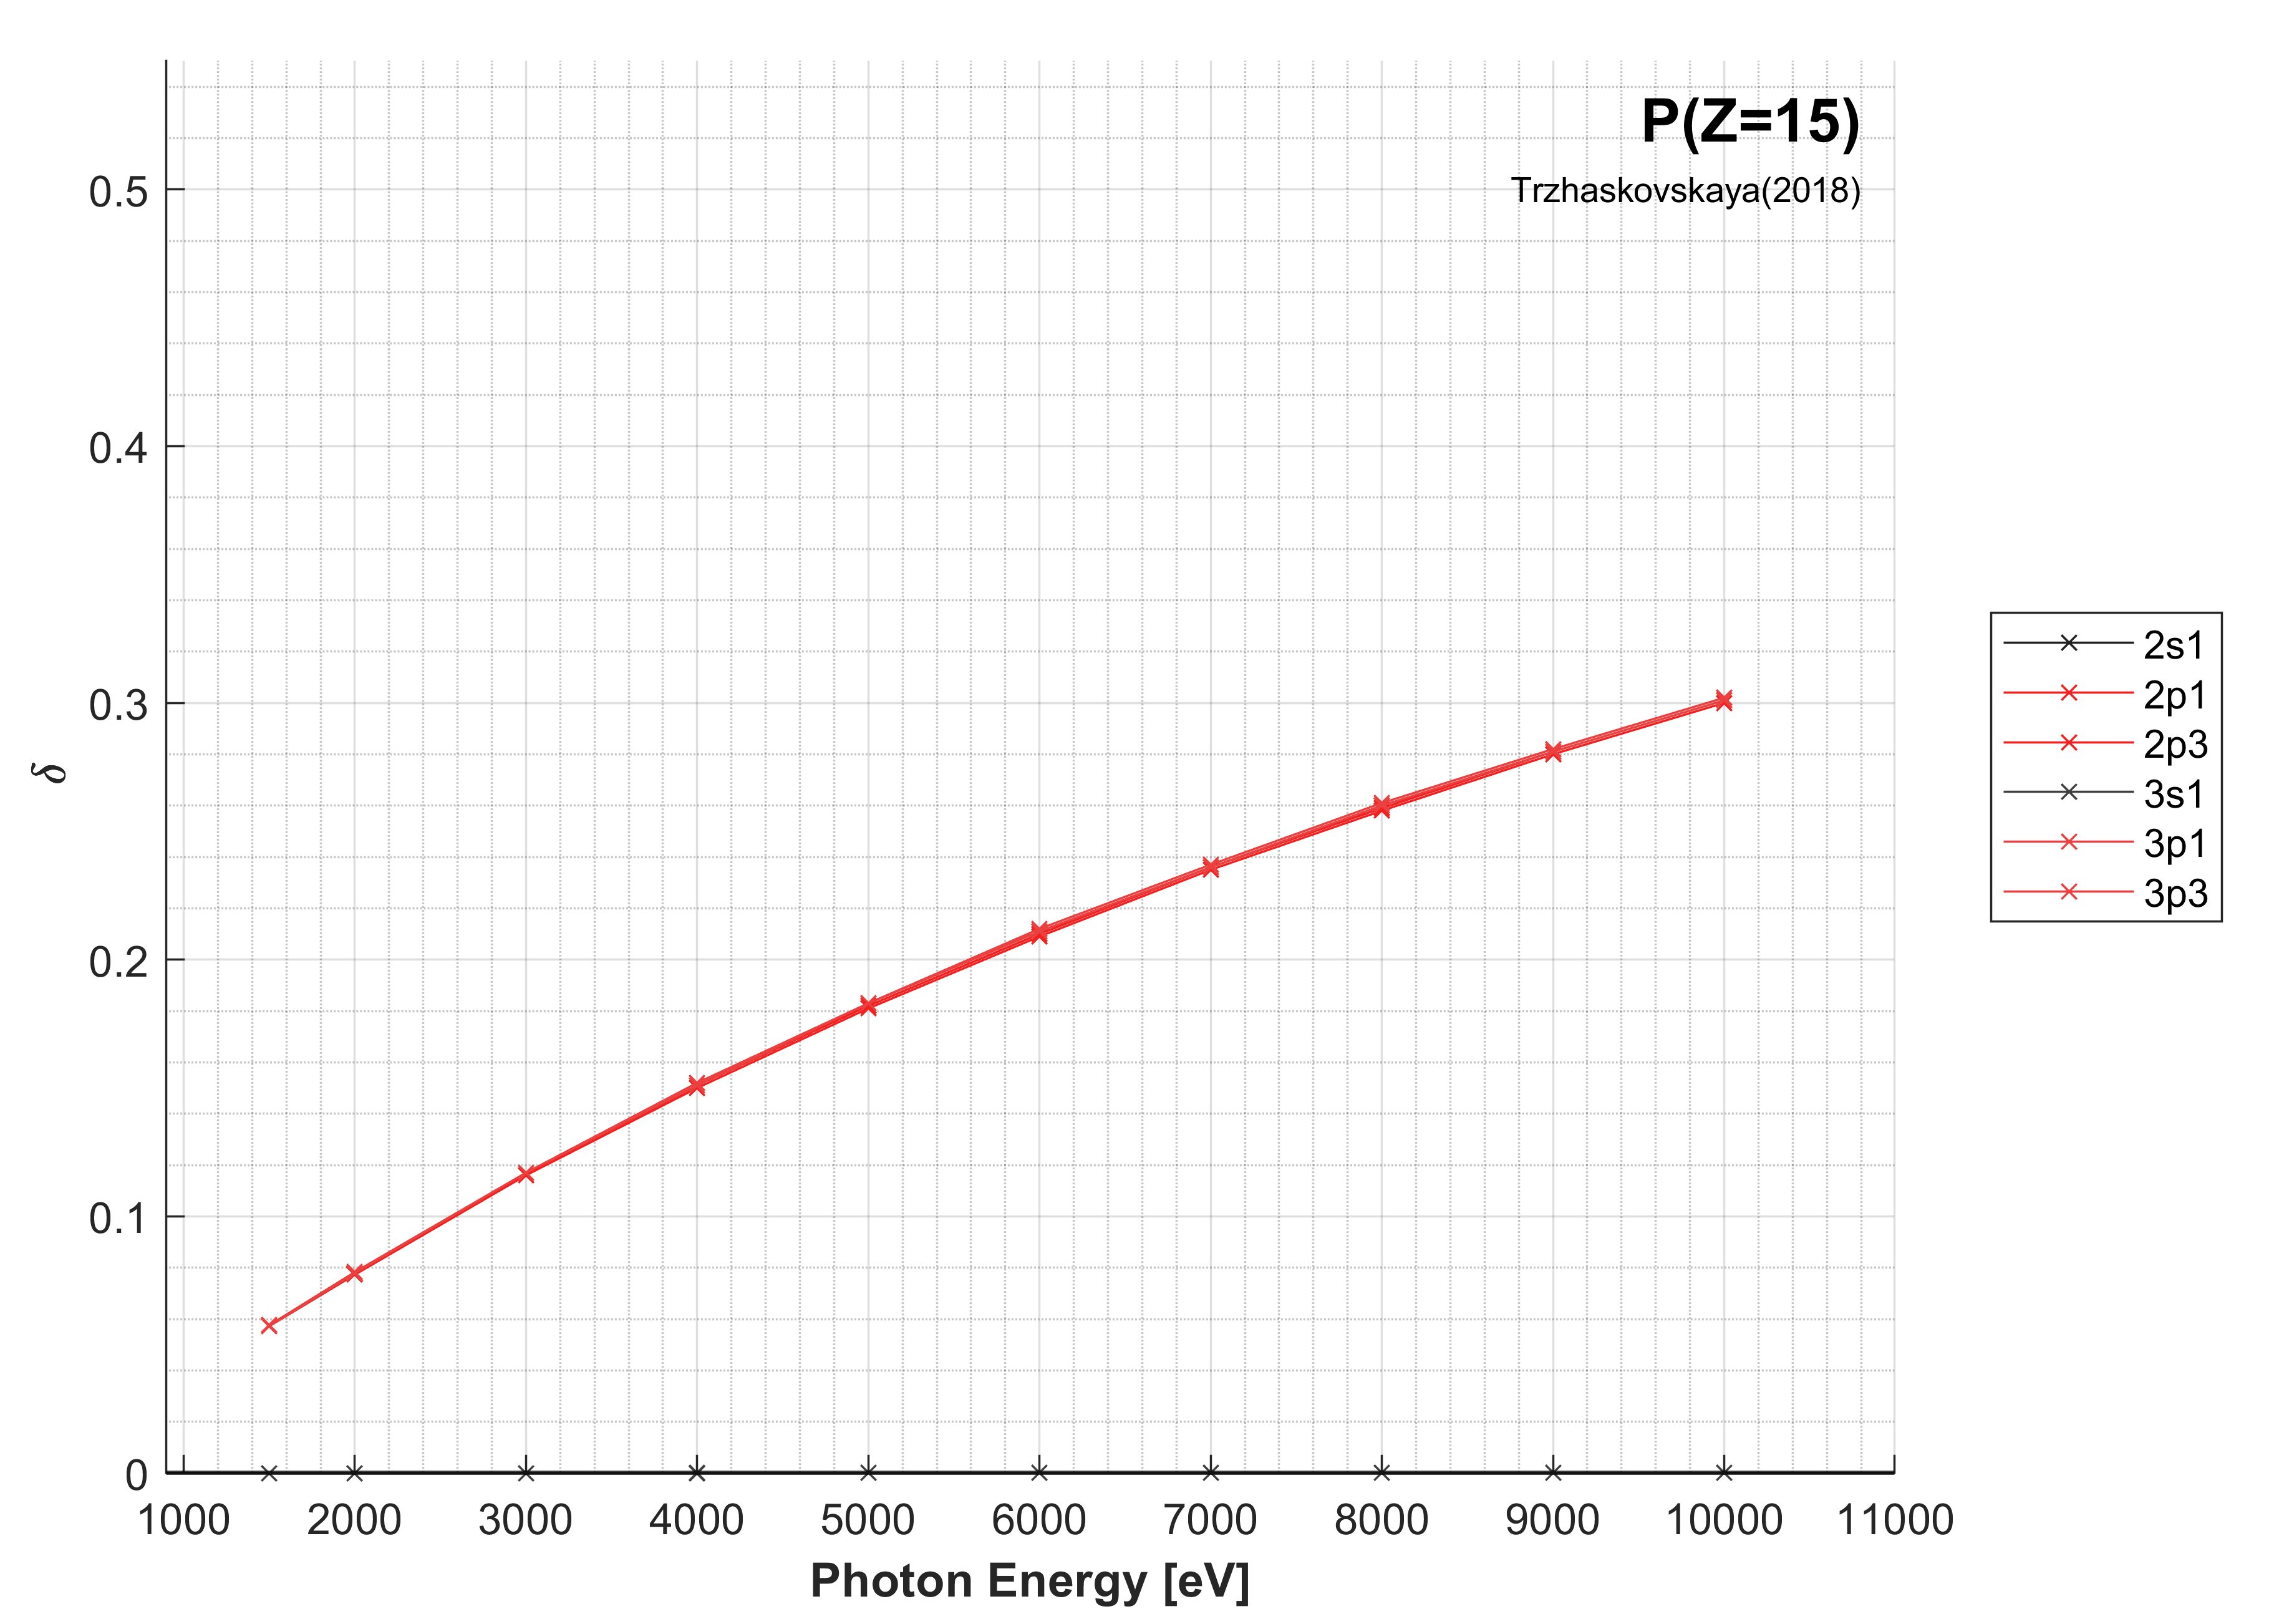 P(Z=15)
Trzhaskovskaya(2018)
0.5
0.4
0.3
0.2
0.1
0
δ
1000 2000 3000 4000 5000 6000 7000 8000 9000 10000 11000
Photon Energy [eV]
2s1
2p1
2p3
3s1
3p1
3p3